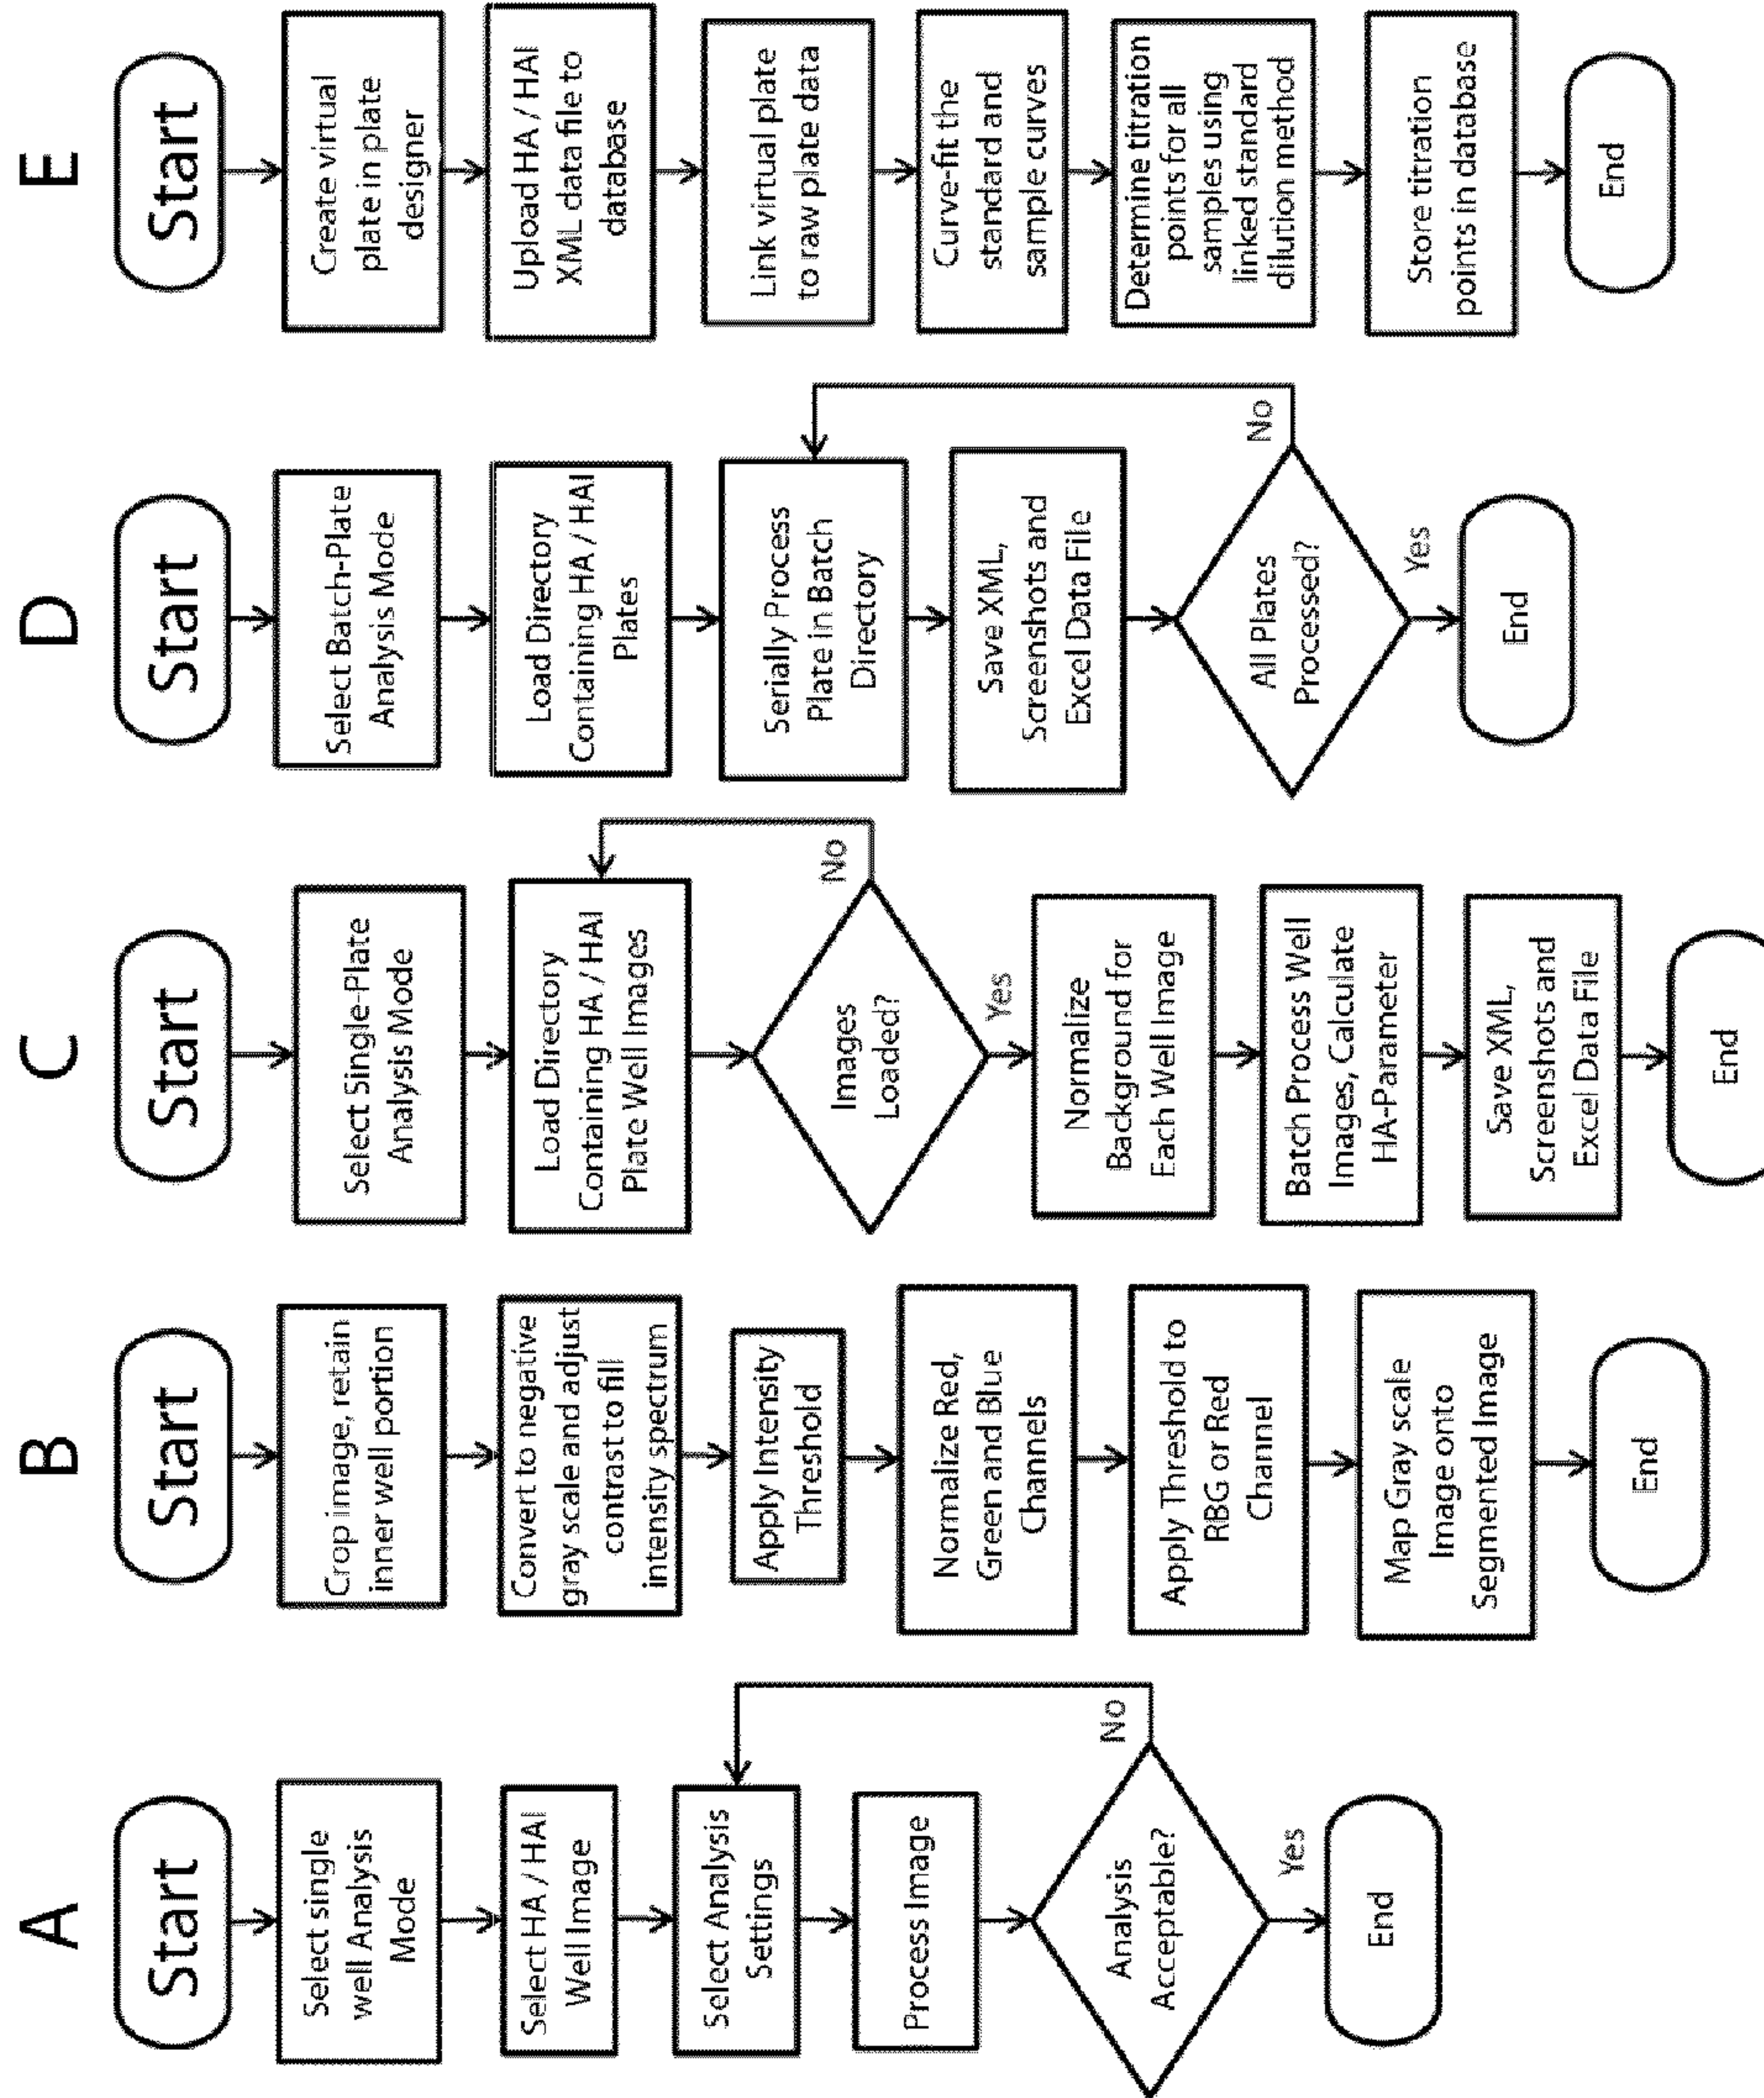 A
Start
Select single
well Analysis
Mode
Select HA / HAI
Well Image
Select Analysis
Settings
Process Image
Analysis
Acceptable?
No
Yes
End
B
Start
Crop image, retain
inner well portion
Convert to negative
gray scale and adjust
contrast to fill
intensity spectrum
Apply Intensity
Threshold
Normalize Red,
Green and Blue
Channels
Apply Threshold to
RBG or Red
Channel
Map Gray scale
Image onto
Segmented Image
End
C
Start
Select Single-Plate
Analysis Mode
Load Directory
Containing HA / HAI
Plate Well Images
Images
Loaded?
No
Yes
Normalize
Background for
Each Well Image
Batch Process Well
Images, Calculate
HA-Parameter
Save XML,
Screenshots and
Excel Data File
End
D
Start
Select Batch-Plate
Analysis Mode
Load Directory
Containing HA / HAI
Plates
Serially Process
Plate in Batch
Directory
Save XML,
Screenshots and
Excel Data File
All Plates
Processed?
No
Yes
End
E
Start
Create virtual
plate in plate
designer
Upload HA / HAI
XML data file to
database
Link virtual plate
to raw plate data
Curve-fit the
standard and
sample curves
Determine titration
points for all
samples using
linked standard
dilution method
Store titration
points in database
End